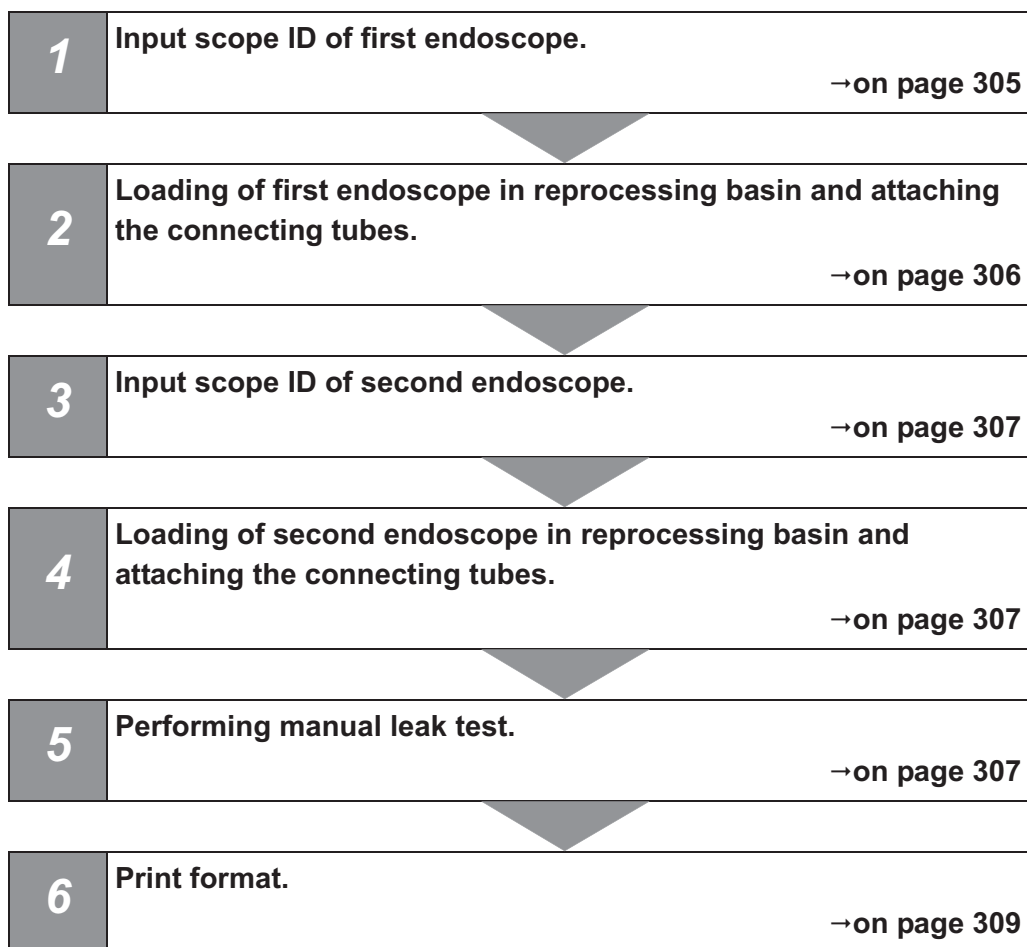 1
Input scope ID of first endoscope.
→on page 305
2
Loading of first endoscope in reprocessing basin and attaching
the connecting tubes.
→on page 306
3
Input scope ID of second endoscope.
→on page 307
4
Loading of second endoscope in reprocessing basin and
attaching the connecting tubes.
→on page 307
5
Performing manual leak test.
→on page 307
6
Print format.
→on page 309